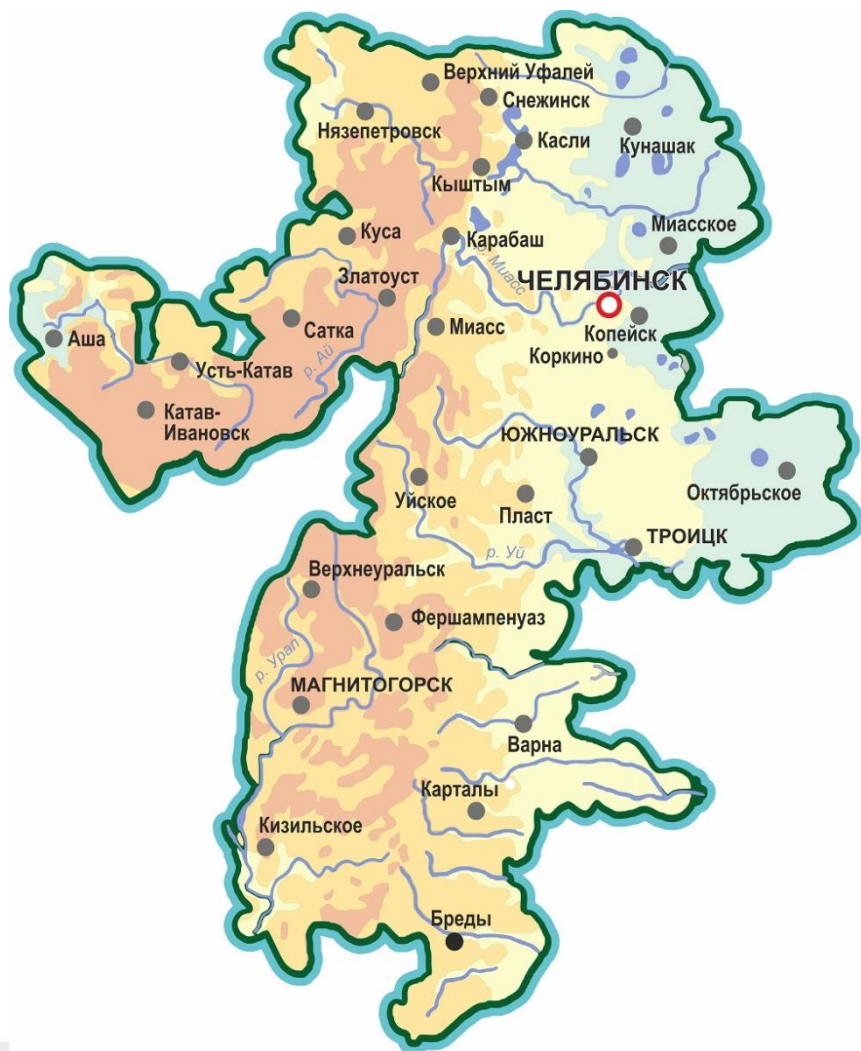 Верхний Уфалей
Снежинск
Нязепетровск
Касли
Кунашак
Кыштым
Куса
Карабаш
Миасское
р. Миасс
Златоуст
ЧЕЛЯБИНСК
Сатка
Миасс
Копейск
Аша
Коркино
р. Ай
Усть-Катав
Катав-
Ивановск
ЮЖНОУРАЛЬСК
Уйское
Пласт
Октябрьское
р. Уй
ТРОИЦК
Верхнеуральск
Фершампенуаз
р. Урал
МАГНИТОГОРСК
Варна
Карталы
Кизильское
Бреды